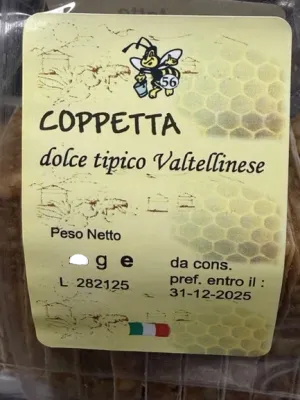 56
COPPETTA
dolce tipico Valtellinese
Peso Netto
g e
da cons.
pref. entro il :
L 282125
31-12-2025